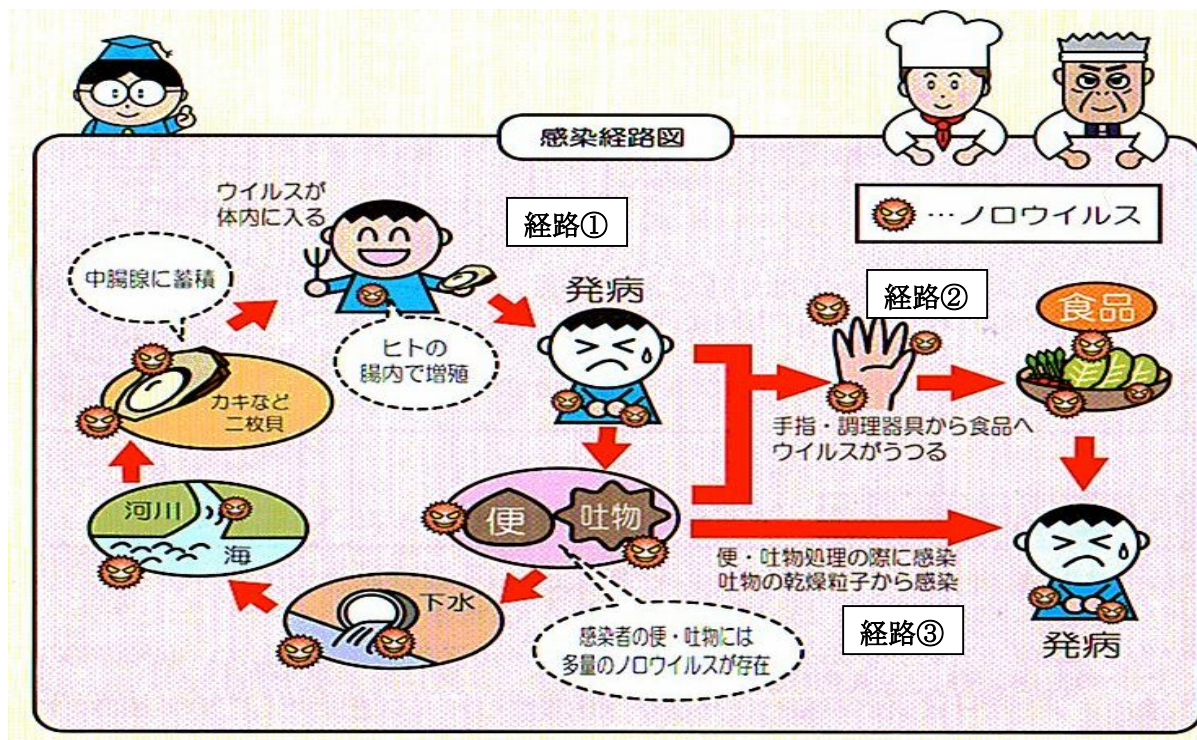 感染経路図
…ノロウイルス
ウイルスが
体内に入る
経路①
中腸腺に蓄積
発病
経路②
食品
ヒトの
腸内で増殖
カキなど
二枚貝
手指・調理器具から食品へ
ウイルスがうつる
河川
海
便
吐物
便・吐物処理の際に感染
吐物の乾燥粒子から感染
下水
経路③
感染者の便・吐物には
多量のノロウイルスが存在
発病